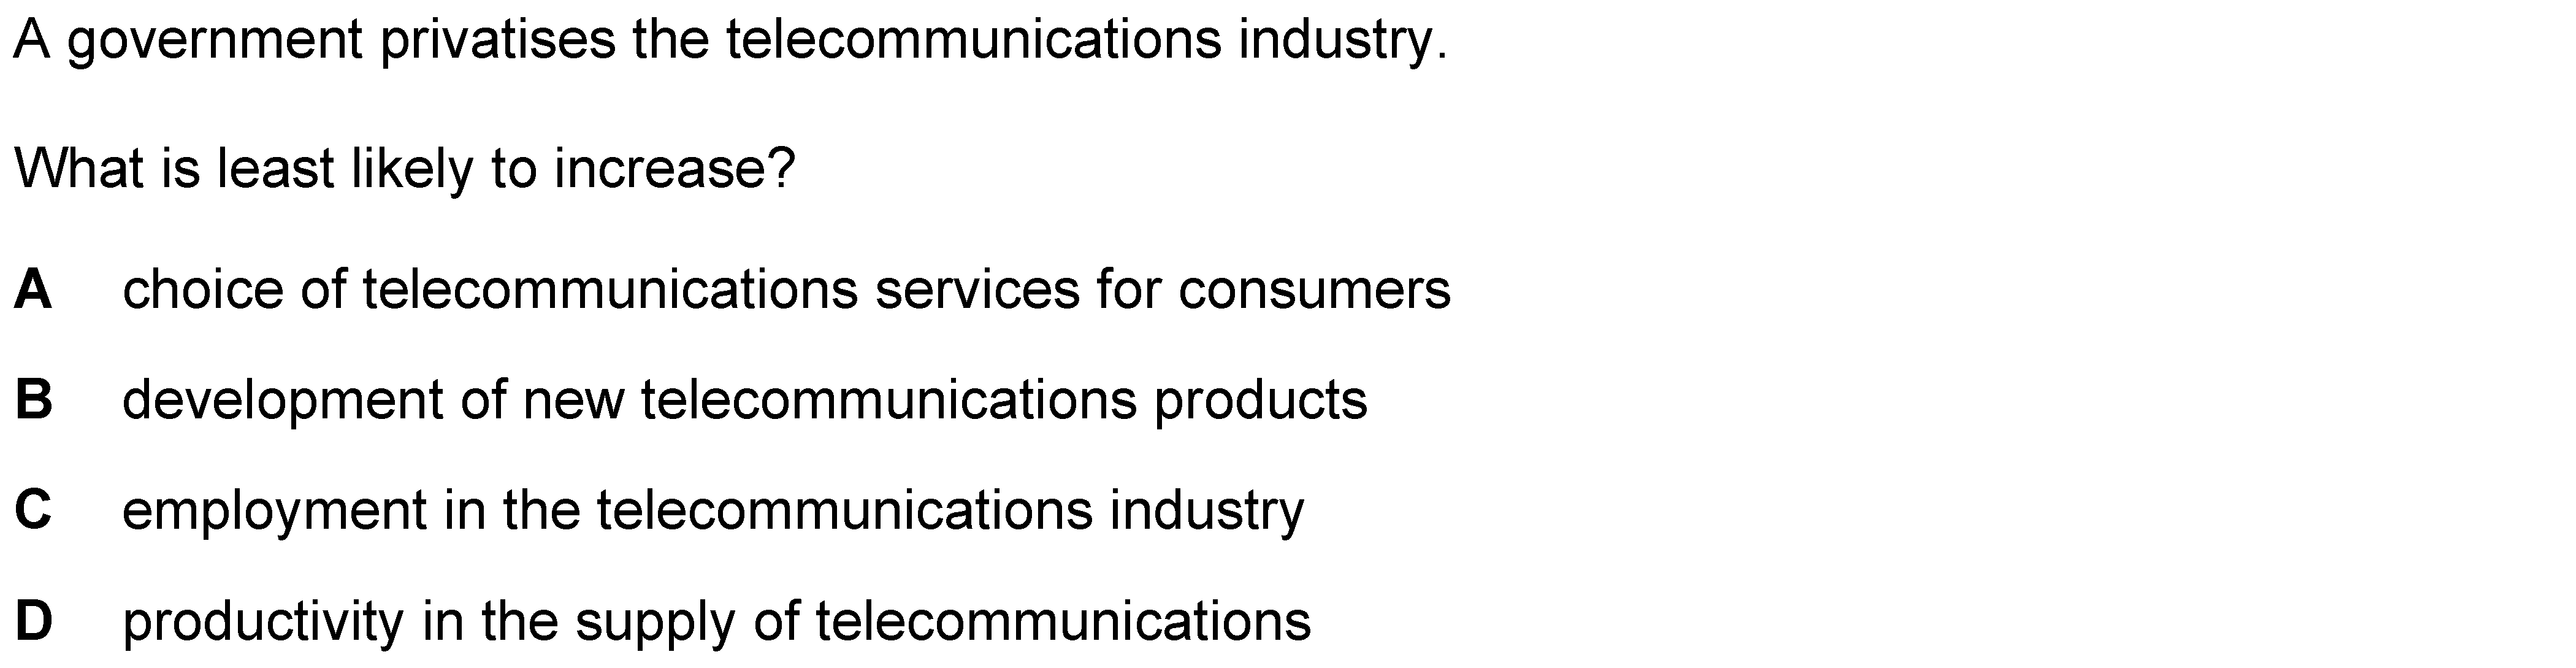 A government privatises the telecommunications industry.
What is least likely to increase?
A choice of telecommunications services for consumers
B development of new telecommunications products
C employment in the telecommunications industry
D productivity in the supply of telecommunications